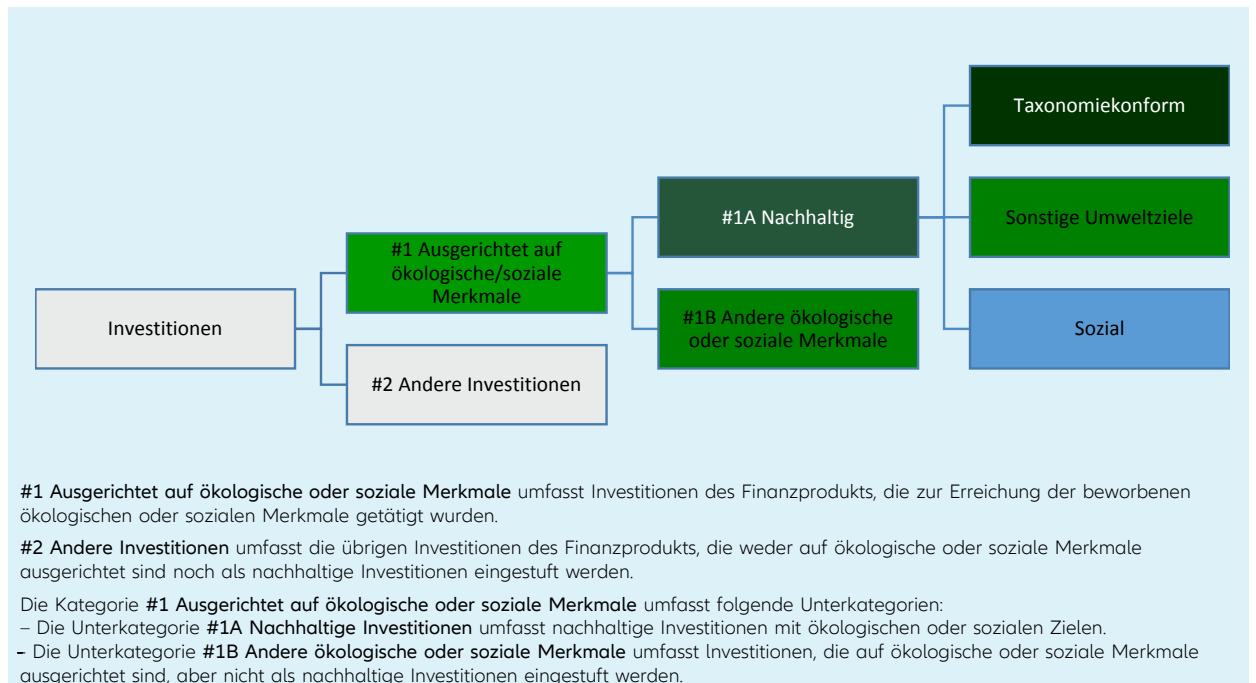 Taxonomiekonform
#1A Nachhaltig
Sonstige Umweltziele
#1 Ausgerichtet auf
ökologische/soziale
Merkmale
Investitionen
#1B Andere ökologische
oder soziale Merkmale
Sozial
#2 Andere Investitionen
#1 Ausgerichtet auf ökologische oder soziale Merkmale umfasst Investitionen des Finanzprodukts, die zur Erreichung der beworbenen
ökologischen oder sozialen Merkmale getätigt wurden.
#2 Andere Investitionen umfasst die übrigen Investitionen des Finanzprodukts, die weder auf ökologische oder soziale Merkmale
ausgerichtet sind noch als nachhaltige Investitionen eingestuft werden.
Die Kategorie #1 Ausgerichtet auf ökologische oder soziale Merkmale umfasst folgende Unterkategorien:
– Die Unterkategorie #1A Nachhaltige Investitionen umfasst nachhaltige Investitionen mit ökologischen oder sozialen Zielen.
- Die Unterkategorie #1B Andere ökologische oder soziale Merkmale umfasst Investitionen, die auf ökologische oder soziale Merkmale
ausgerichtet sind, aber nicht als nachhaltige Investitionen eingestuft werden.